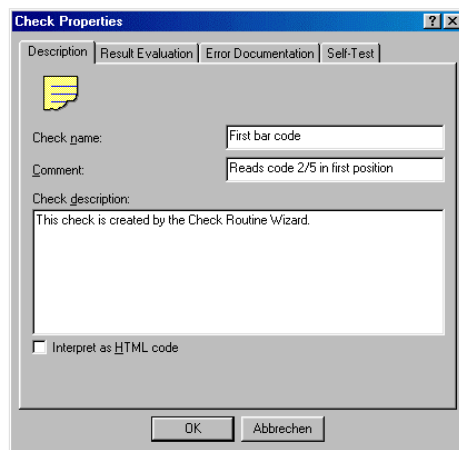 Check Properties
Description Result Evaluation Error Documentation Self-Test
Check name: First bar code
Comment: Reads code 2/5 in first position
Check description:
This check is created by the Check Routine Wizard.
Interpret as HTML code
OK Abbrechen